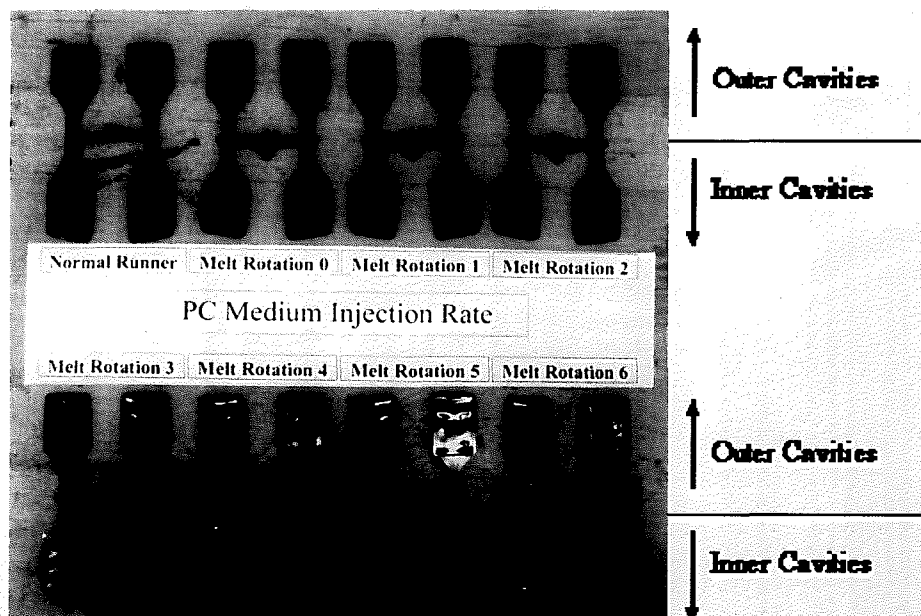 Outer Cavities
Inner Cavities
Normal Runner Melt Rotation 0 Melt Rotation 1 Melt Rotation 2
PC Medium Injection Rate
Melt Rotation 3 Melt Rotation 4 Melt Rotation 5 Melt Rotation 6
Outer Cavities
Inner Cavities